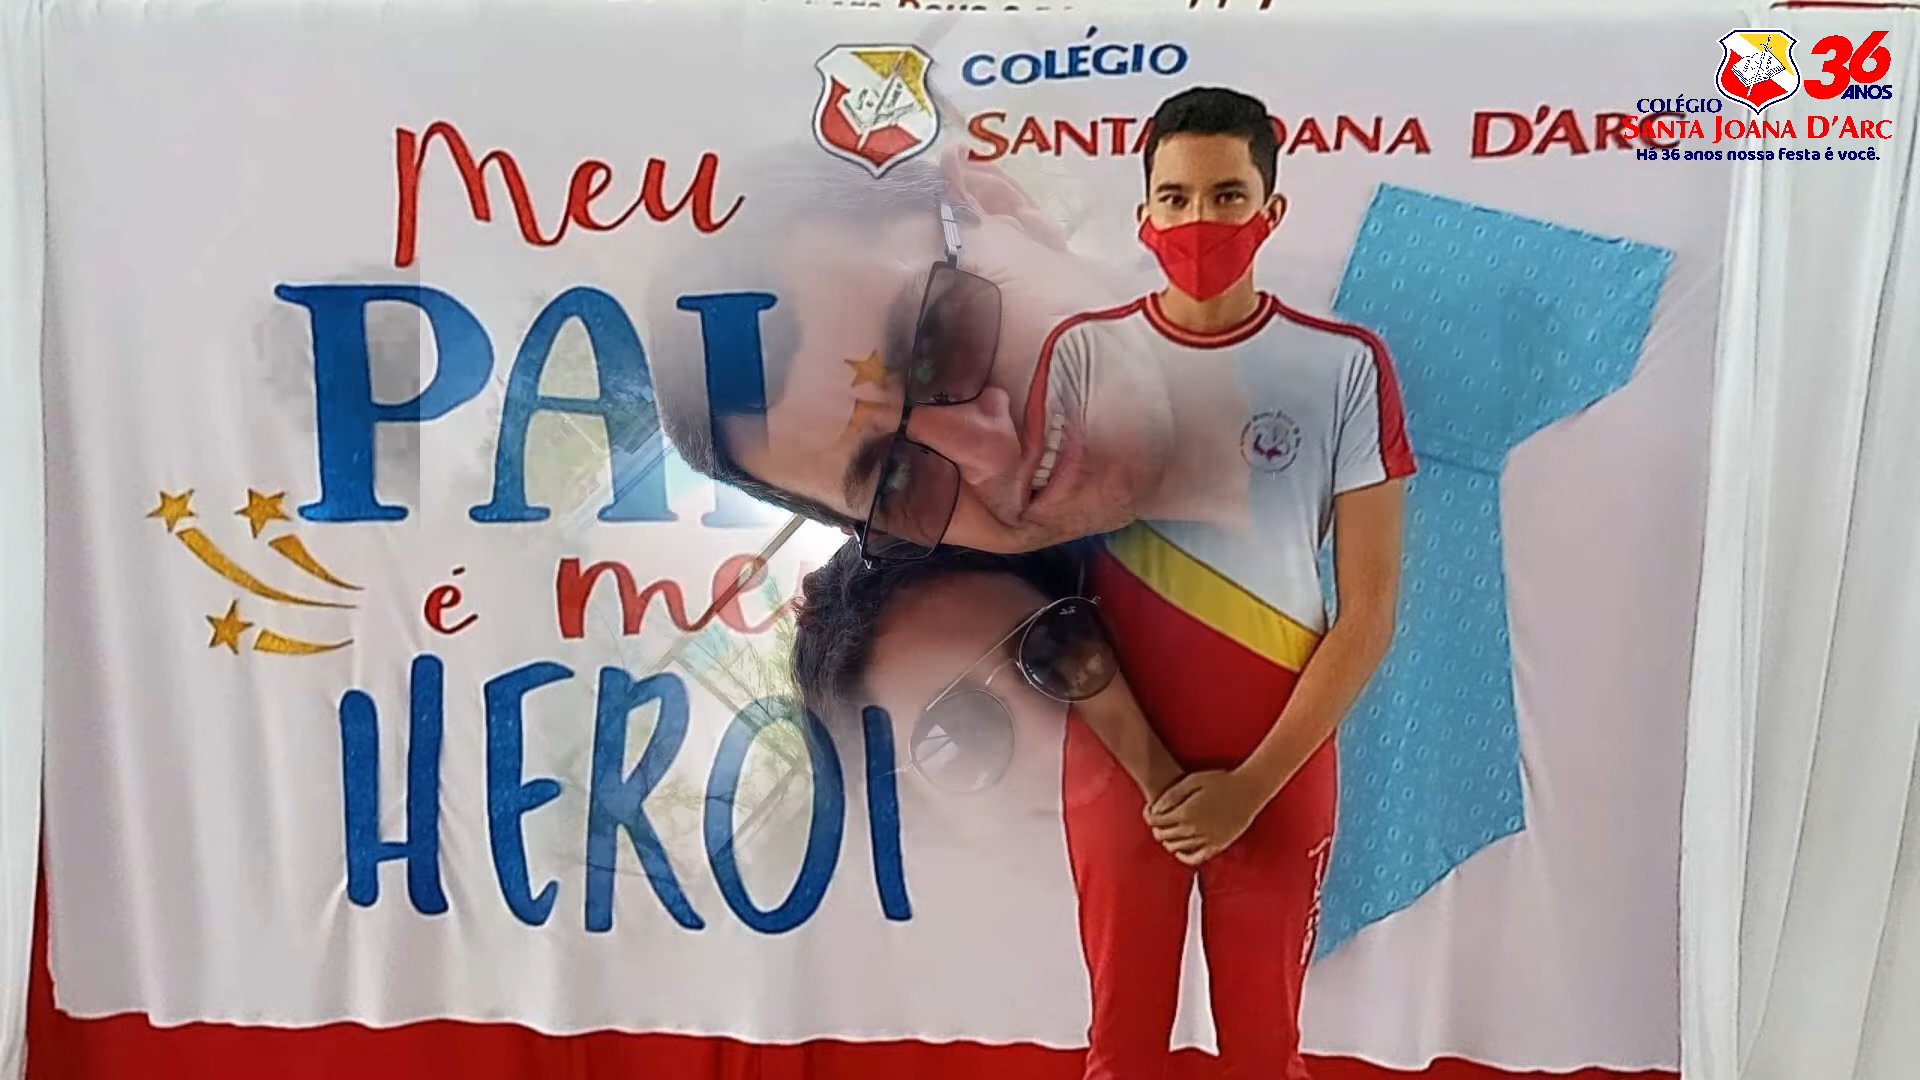 COLÉGIO
SANTA JOANA D'ARC
Meu
PAI
é meu
HEROI
36
ANOS
COLÉGIO
SANTA JOANA D'ARC
Há 36 anos nossa festa é você.